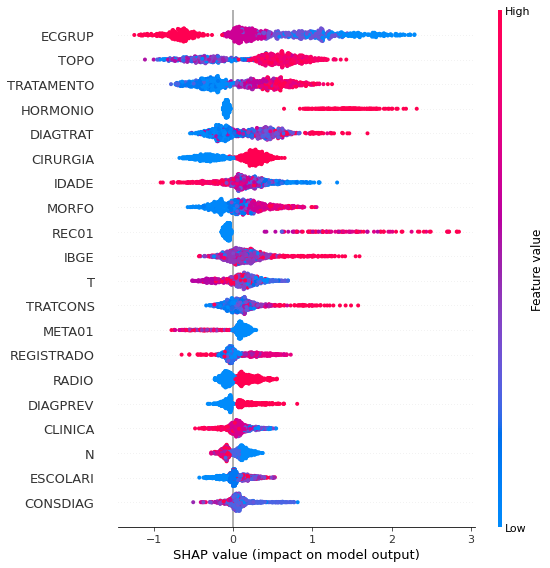 High
ECGRUP
TOPO
TRATAMENTO
HORMONIO
DIAGTRAT
CIRURGIA
IDADE
MORFO
REC01
IBGE
T
TRATCONS
META01
REGISTRADO
RADIO
DIAGPREV
CLINICA
N
ESCOLARI
CONSDIAG
Feature value
Low
−1 0 1 2 3
SHAP value (impact on model output)